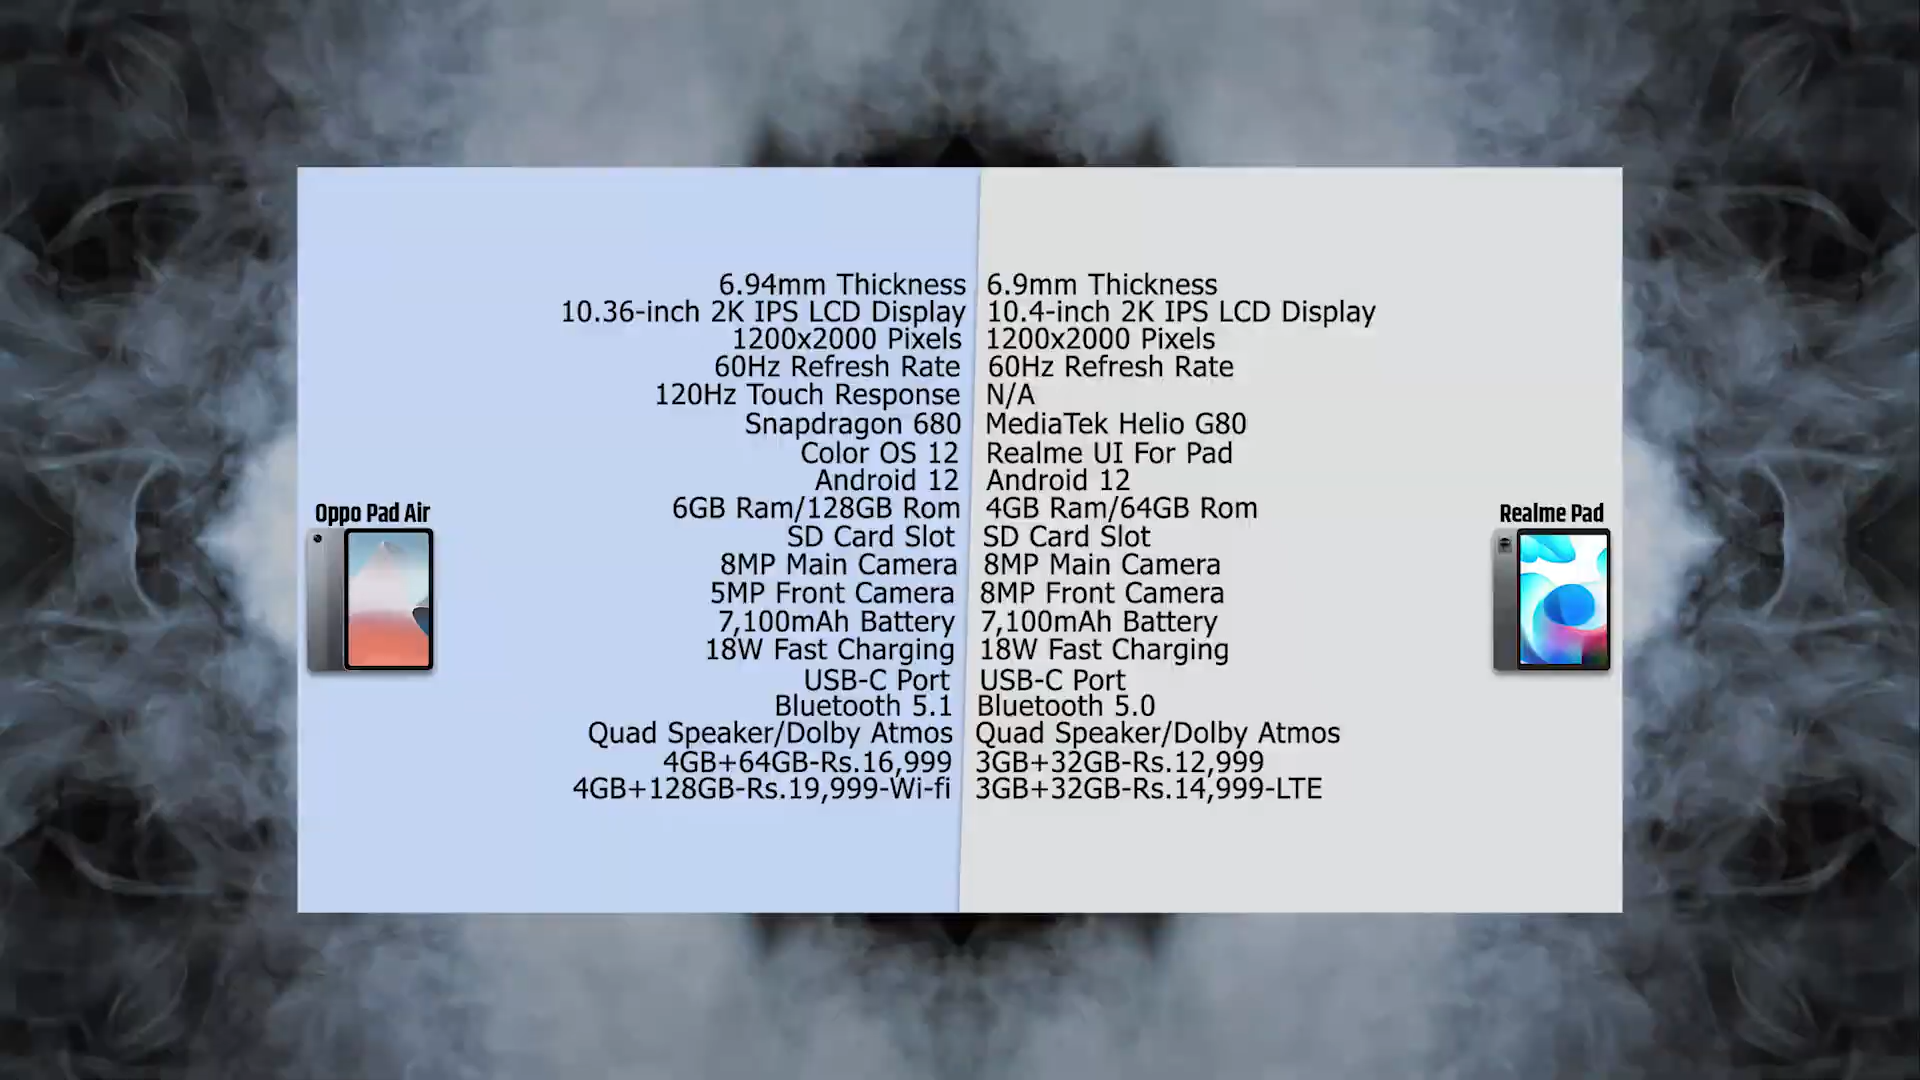 6.94mm Thickness 6.9mm Thickness
10.36-inch 2K IPS LCD Display 10.4-inch 2K IPS LCD Display
1200x2000 Pixels 1200x2000 Pixels
60Hz Refresh Rate 60Hz Refresh Rate
120Hz Touch Response N/A
Snapdragon 680 MediaTek Helio G80
Color OS 12 Realme UI For Pad
Android 12 Android 12
6GB Ram/128GB Rom 4GB Ram/64GB Rom
Oppo Pad Air
Realme Pad
SD Card Slot SD Card Slot
8MP Main Camera 8MP Main Camera
5MP Front Camera 8MP Front Camera
7,100mAh Battery 7,100mAh Battery
18W Fast Charging 18W Fast Charging
USB-C Port USB-C Port
Bluetooth 5.1 Bluetooth 5.0
Quad Speaker/Dolby Atmos Quad Speaker/Dolby Atmos
4GB+64GB-Rs.16,999 3GB+32GB-Rs.12,999
4GB+128GB-Rs.19,999-Wi-fi 3GB+32GB-Rs.14,999-LTE